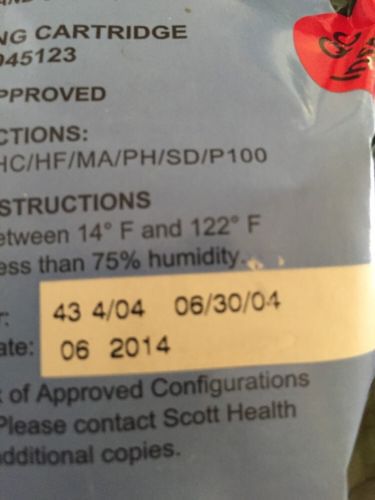 NG CARTRIDGE
045123
PPROVED
CTIONS:
HC/HF/MA/PH/SD/P100
STRUCTIONS
etween 14° F and 122° F
ess than 75% humidity.
r: 43 4/04 06/30/04
ate: 06 2014
of Approved Configurations
Please contact Scott Health
dditional copies.
QC